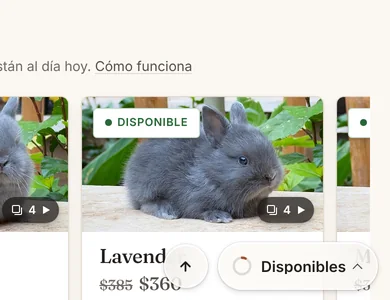 stán al día hoy. Cómo funciona
DISPONIBLE
4
4
Lavend
$385 $360
Disponibles